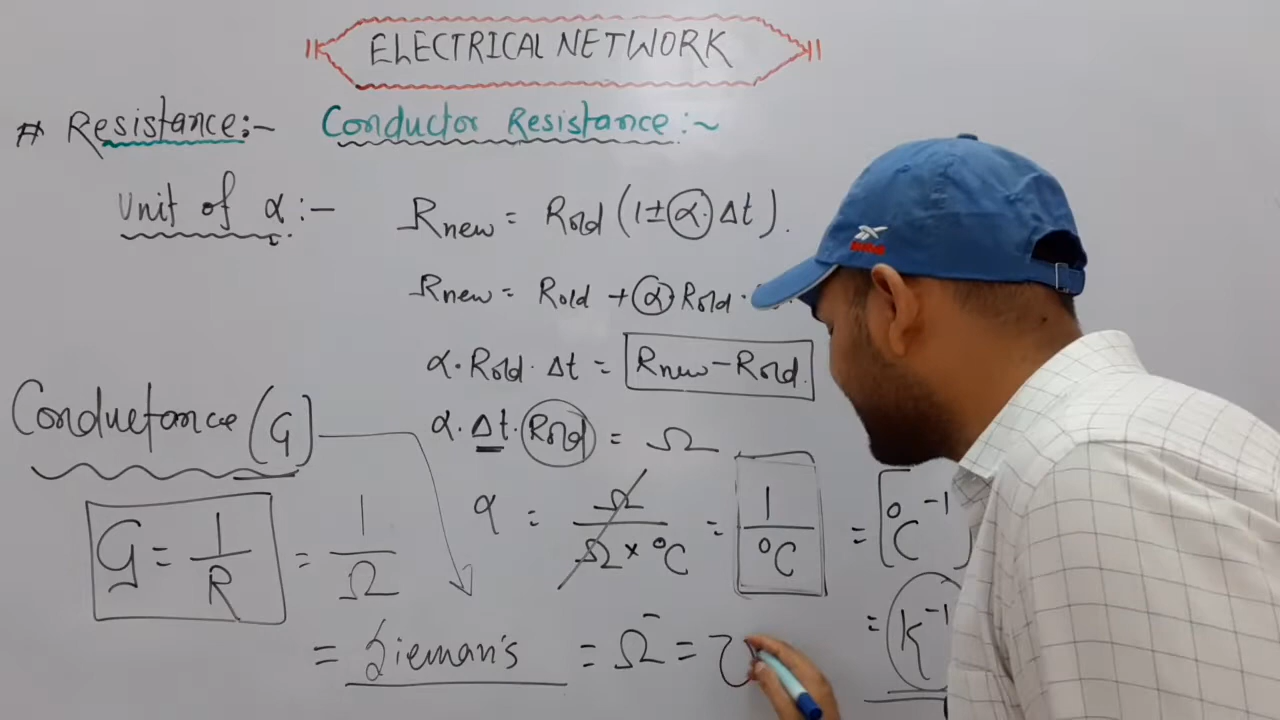 ELECTRICAL NETWORK
# Resistance:- Conductor Resistance:~
Unit of α:- Rnew = Rold (1±α.Δt).
Rnew = Rold + α Rold .
α.Rold.Δt = Rnew-Rold.
Conductance (G)
α.Δt.Rold = Ω
α = Ω/Ω×°C = 1/°C = °C⁻¹
G = 1/R = 1/Ω
= K⁻¹
= Sieman's = Ω⁻ =